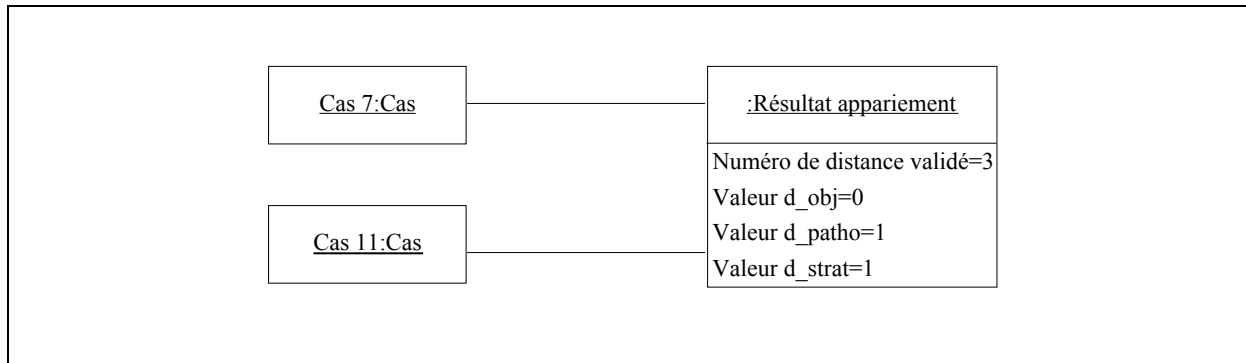 Cas 7:Cas
:Résultat appariement
Numéro de distance validé=3
Valeur d_obj=0
Cas 11:Cas
Valeur d_patho=1
Valeur d_strat=1